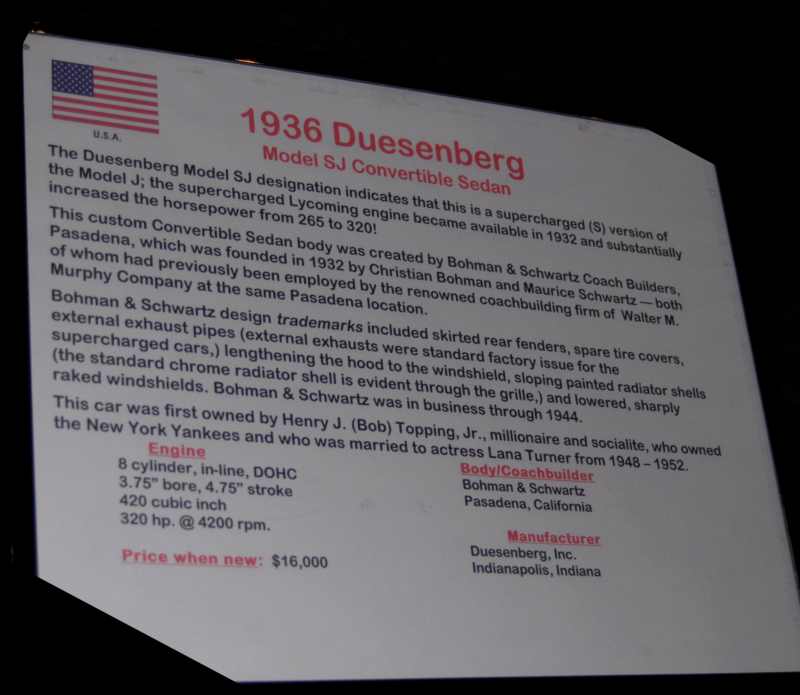 U.S.A.
1936 Duesenberg
Model SJ Convertible Sedan
The Duesenberg Model SJ designation indicates that this is a supercharged (S) version of
the Model J; the supercharged Lycoming engine became available in 1932 and substantially
increased the horsepower from 265 to 320!
This custom Convertible Sedan body was created by Bohman & Schwartz Coach Builders,
Pasadena, which was founded in 1932 by Christian Bohman and Maurice Schwartz — both
of whom had previously been employed by the renowned coachbuilding firm of Walter M.
Murphy Company at the same Pasadena location.
Bohman & Schwartz design trademarks included skirted rear fenders, spare tire covers,
external exhaust pipes (external exhausts were standard factory issue for the
supercharged cars,) lengthening the hood to the windshield, sloping painted radiator shells
(the standard chrome radiator shell is evident through the grille,) and lowered, sharply
raked windshields. Bohman & Schwartz was in business through 1944.
This car was first owned by Henry J. (Bob) Topping, Jr., millionaire and socialite, who owned
the New York Yankees and who was married to actress Lana Turner from 1948 – 1952.
Engine
8 cylinder, in-line, DOHC
3.75" bore, 4.75" stroke
420 cubic inch
320 hp. @ 4200 rpm.
Price when new: $16,000
Body/Coachbuilder
Bohman & Schwartz
Pasadena, California
Manufacturer
Duesenberg, Inc.
Indianapolis, Indiana